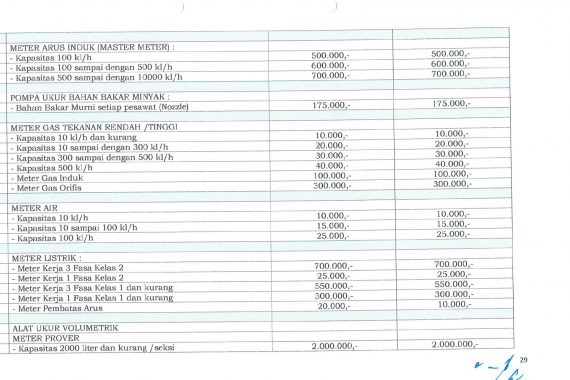 METER ARUS INDUK (MASTER METER) :
- Kapasitas 100 kl/h 500.000,- 500.000,-
- Kapasitas 100 sampai dengan 500 kl/h 600.000,- 600.000,-
- Kapasitas 500 sampai dengan 10000 kl/h 700.000,- 700.000,-
POMPA UKUR BAHAN BAKAR MINYAK :
- Bahan Bakar Murni setiap pesawat (Nozzle) 175.000,- 175.000,-
METER GAS TEKANAN RENDAH /TINGGI
- Kapasitas 10 kl/h dan kurang 10.000,- 10.000,-
- Kapasitas 10 sampai dengan 300 kl/h 20.000,- 20.000,-
- Kapasitas 300 sampai dengan 500 kl/h 30.000,- 30.000,-
- Kapasitas 500 kl/h 40.000,- 40.000,-
- Meter Gas Induk 100.000,- 100.000,-
- Meter Gas Orifis 300.000,- 300.000,-
METER AIR
- Kapasitas 10 kl/h 10.000,- 10.000,-
- Kapasitas 10 sampai 100 kl/h 15.000,- 15.000,-
- Kapasitas 100 kl/h 25.000,- 25.000,-
METER LISTRIK :
- Meter Kerja 3 Fasa Kelas 2 700.000,- 700.000,-
- Meter Kerja 1 Fasa Kelas 2 25.000,- 25.000,-
- Meter Kerja 3 Fasa Kelas 1 dan kurang 550.000,- 550.000,-
- Meter Kerja 1 Fasa Kelas 1 dan kurang 300.000,- 300.000,-
- Meter Pembatas Arus 20.000,- 10.000,-
ALAT UKUR VOLUMETRIK
METER PROVER
- Kapasitas 2000 liter dan kurang /seksi 2.000.000,- 2.000.000,-
29